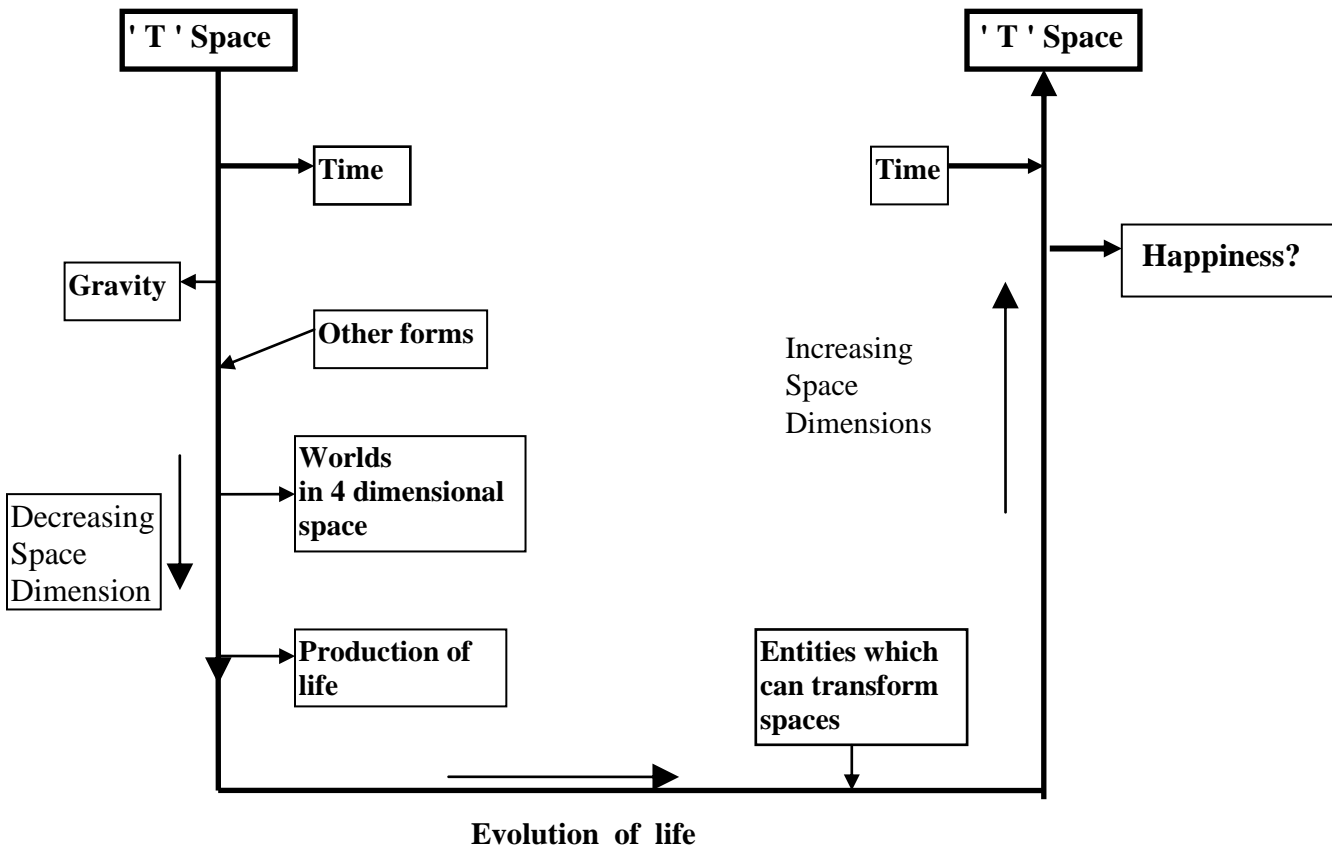 ' T ' Space
' T ' Space
Time
Time
Happiness?
Gravity
Other forms
Increasing
Space
Dimensions
Worlds
in 4 dimensional
space
Decreasing
Space
Dimension
Production of
life
Entities which
can transform
spaces
Evolution of life